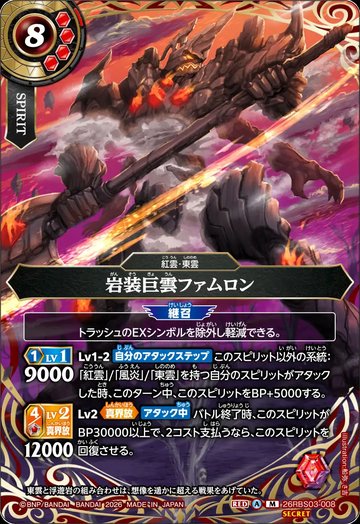 8
SPIRIT
紅雲・東雲
岩装巨雲ファムロン
継召
トラッシュのEXシンボルを除外し軽減できる。
1 LV1 9000
Lv1-2 自分のアタックステップ このスピリット以外の系統:
「紅雲」/「風炎」/「東雲」を持つ自分のスピリットがアタック
した時、このターン中、このスピリットをBP+5000する。
4 LV2 真界放 12000
Lv2 真界放 アタック中 バトル終了時、このスピリットが
BP30000以上で、2コスト支払うなら、このスピリットを
回復させる。
東雲と浮遊岩の組み合わせは、想像を遥かに超える戦果をあげていた。
©BNP/BANDAI BANDAI 2026 MADE IN JAPAN
RED A M 26RBS03-008
SECRET